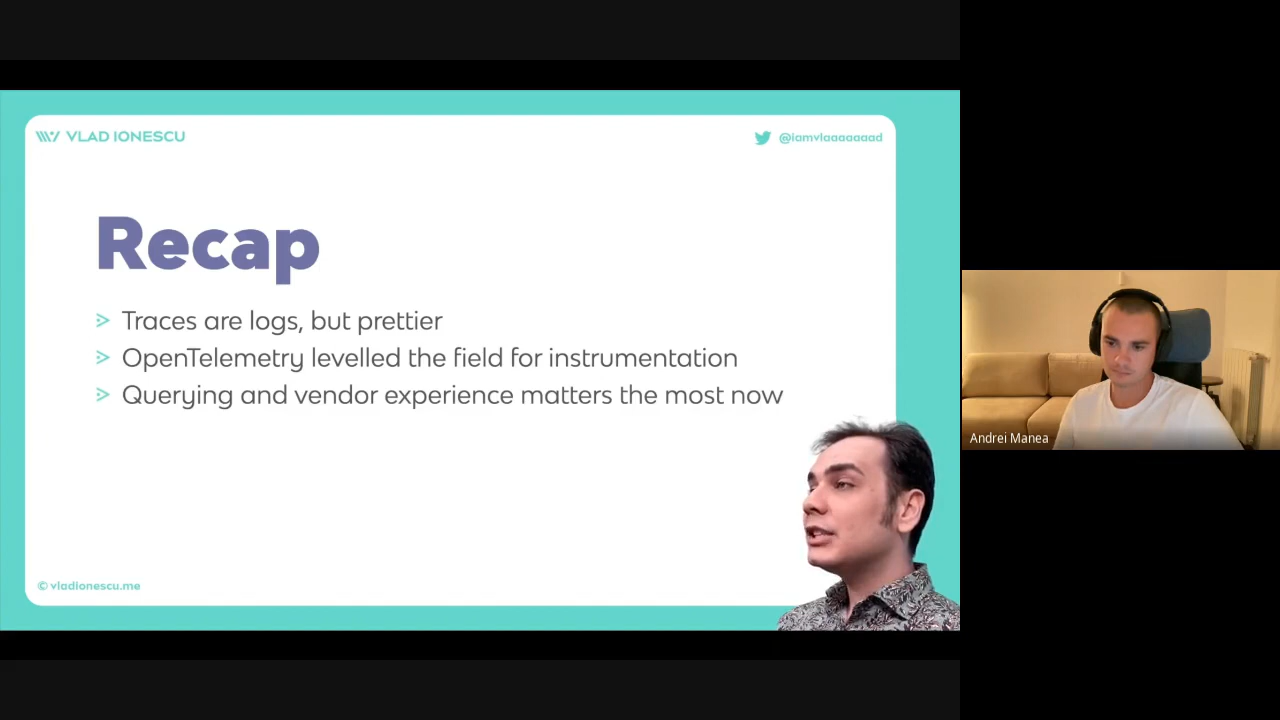 VLAD IONESCU
@iamvlaaaaaaad
Recap
Traces are logs, but prettier
OpenTelemetry levelled the field for instrumentation
Querying and vendor experience matters the most now
© vladionescu.me
Andrei Manea